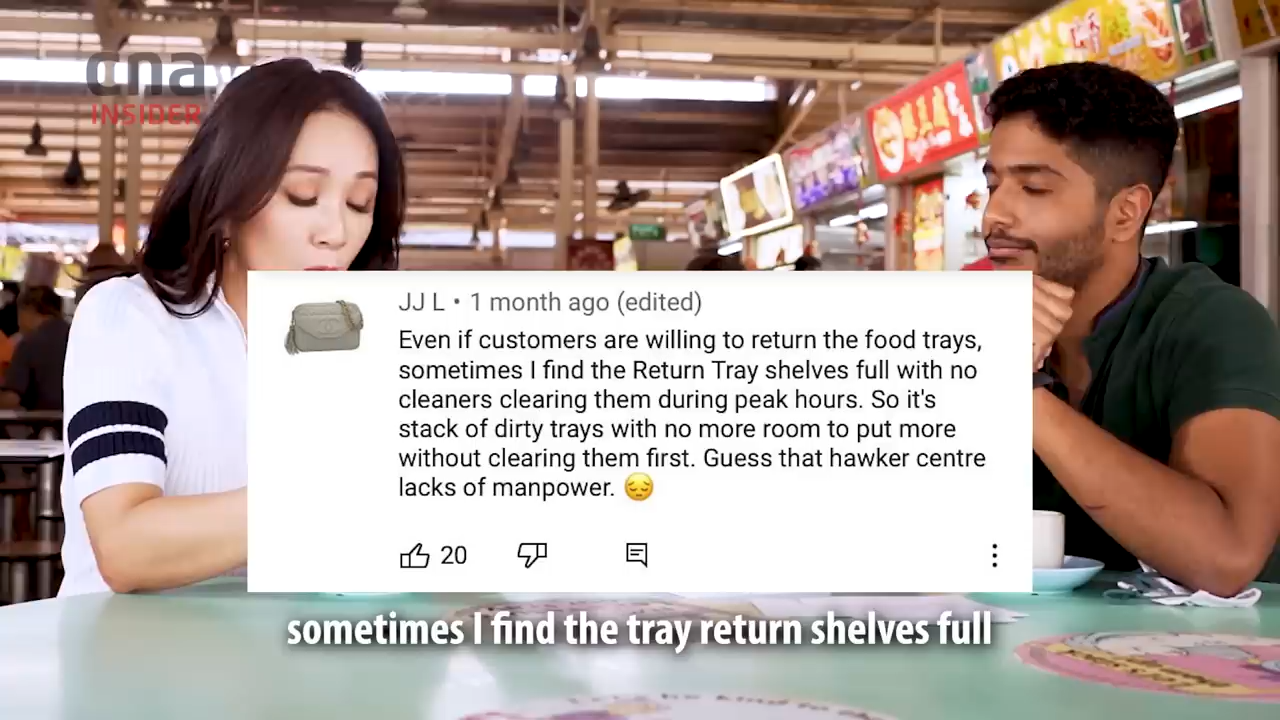 cna
INSIDER
JJ L • 1 month ago (edited)
Even if customers are willing to return the food trays,
sometimes I find the Return Tray shelves full with no
cleaners clearing them during peak hours. So it's
stack of dirty trays with no more room to put more
without clearing them first. Guess that hawker centre
lacks of manpower. 😔
20
sometimes I find the tray return shelves full